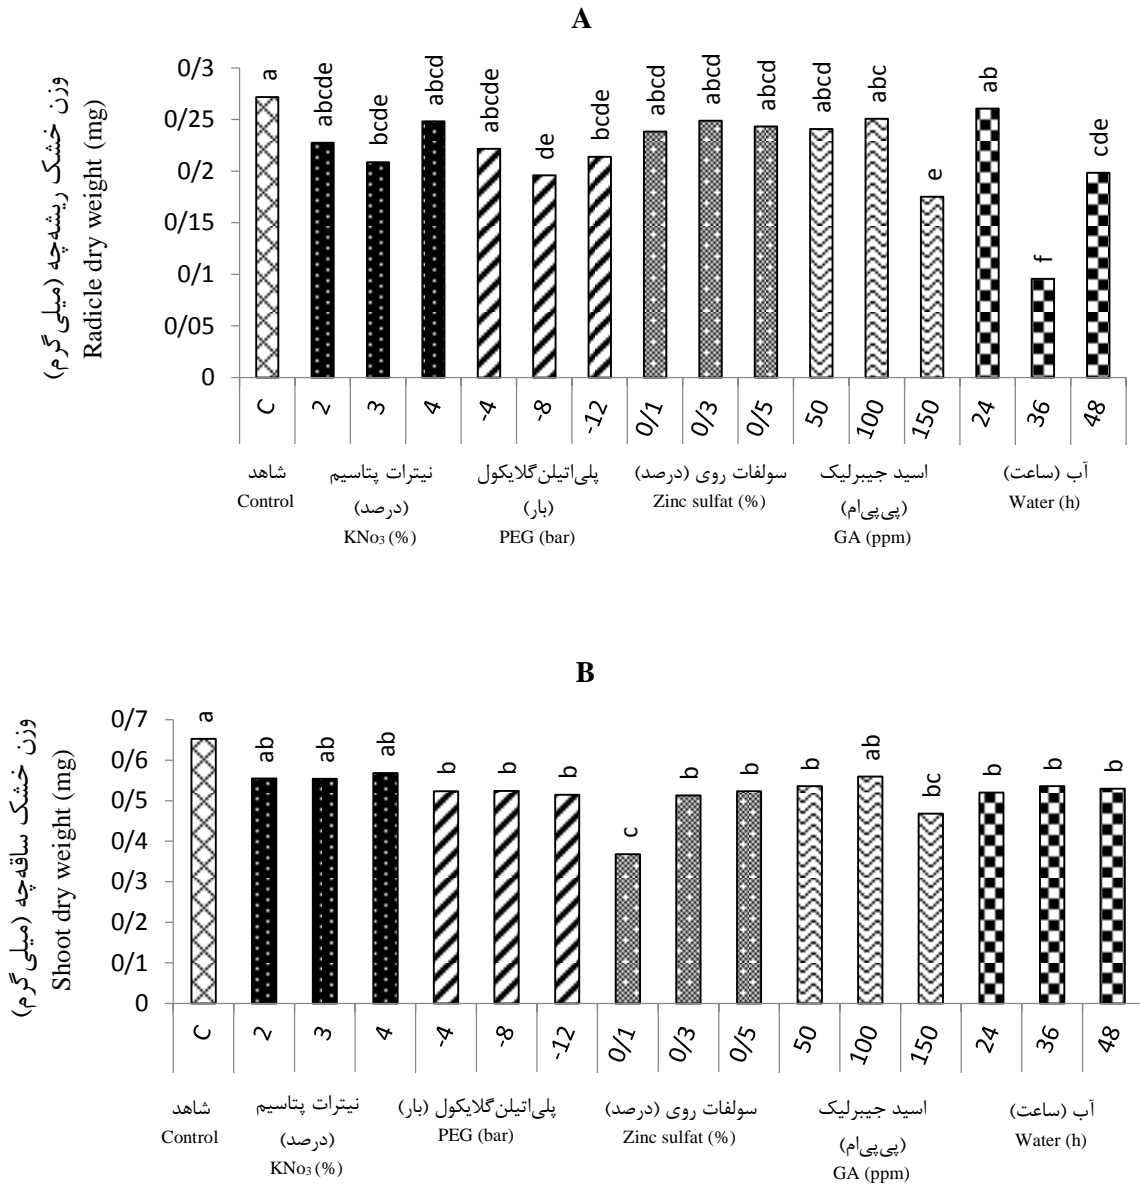 A
وزن خشک ریشه‌چه (میلی‌گرم)
Radicle dry weight (mg)
0/3
0/25
0/2
0/15
0/1
0/05
0
a
abcde
bcde
abcd
abcde
de
bcde
abcd
abcd
abcd
abcd
abc
e
ab
f
cde
C
2
3
4
-4
-8
-12
0/1
0/3
0/5
50
100
150
24
36
48
شاهد
Control
نیترات پتاسیم
(درصد)
KNo3 (%)
پلی‌اتیلن‌گلایکول
(بار)
PEG (bar)
سولفات روی (درصد)
Zinc sulfat (%)
اسید جیبرلیک
(پی‌پی‌ام)
GA (ppm)
آب (ساعت)
Water (h)
B
وزن خشک ساقه‌چه (میلی‌گرم)
Shoot dry weight (mg)
0/7
0/6
0/5
0/4
0/3
0/2
0/1
0
a
ab
ab
ab
b
b
b
c
b
b
b
ab
bc
b
b
b
C
2
3
4
-4
-8
-12
0/1
0/3
0/5
50
100
150
24
36
48
شاهد
Control
نیترات پتاسیم
(درصد)
KNo3 (%)
پلی‌اتیلن‌گلایکول (بار)
PEG (bar)
سولفات روی (درصد)
Zinc sulfat (%)
اسید جیبرلیک
(پی‌پی‌ام)
GA (ppm)
آب (ساعت)
Water (h)